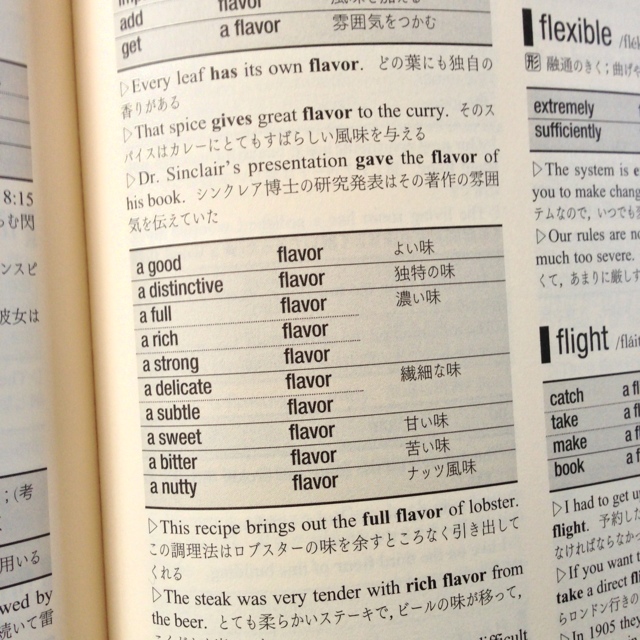 flavor
add
get a flavor 雰囲気をつかむ
▷Every leaf has its own flavor. どの葉にも独自の
香りがある
▷That spice gives great flavor to the curry. そのス
パイスはカレーにとてもすばらしい風味を与える
▷Dr. Sinclair's presentation gave the flavor of
his book. シンクレア博士の研究発表はその著作の雰囲
気を伝えていた
a good flavor よい味
a distinctive flavor 独特の味
a full flavor 濃い味
a rich flavor
a strong flavor
a delicate flavor 繊細な味
a subtle flavor
a sweet flavor 甘い味
a bitter flavor 苦い味
a nutty flavor ナッツ風味
▷This recipe brings out the full flavor of lobster.
この調理法はロブスターの味を余すところなく引き出して
くれる
▷The steak was very tender with rich flavor from
the beer. とても柔らかいステーキで，ビールの味が移って，
flexible
形 融通のきく；曲げや
extremely
sufficiently
▷The system is e
you to make chang
テムなので，いつでも
▷Our rules are no
much too severe.
くて，あまりに厳しす
flight /fláit
catch a fl
take a fl
make a fl
book a fl
▷I had to get u
flight. 予約した
なければならなか
▷If you want t
take a direct fl
らロンドン行きの
▷In 1905 the
8:15
む閃
ンスピ
彼女は
；(考
用いる
owed by
続いて雷